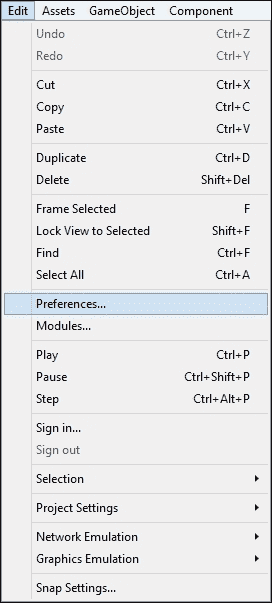 Edit Assets GameObject Component
Undo Ctrl+Z
Redo Ctrl+Y
Cut Ctrl+X
Copy Ctrl+C
Paste Ctrl+V
Duplicate Ctrl+D
Delete Shift+Del
Frame Selected F
Lock View to Selected Shift+F
Find Ctrl+F
Select All Ctrl+A
Preferences...
Modules...
Play Ctrl+P
Pause Ctrl+Shift+P
Step Ctrl+Alt+P
Sign in...
Sign out
Selection
Project Settings
Network Emulation
Graphics Emulation
Snap Settings...